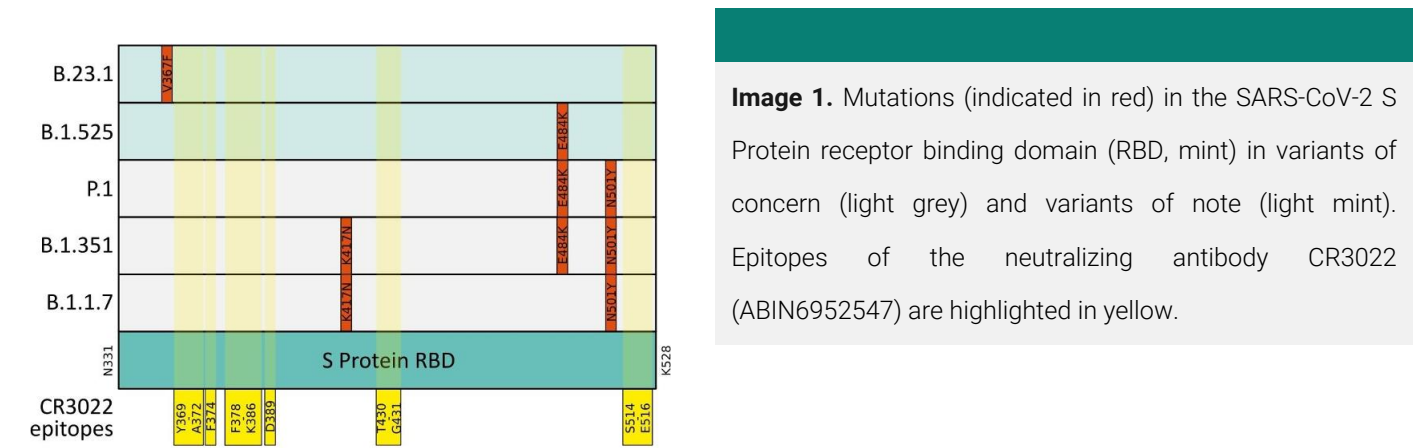 B.23.1
V367F
B.1.525
E484K
P.1
E484K
N501Y
B.1.351
K417N
E484K
N501Y
B.1.1.7
K417N
N501Y
N331
S Protein RBD
K528
CR3022
epitopes
Y369
-
A372
F374
F378
-
K386
D389
T430
-
G431
S514
-
E516
Image 1. Mutations (indicated in red) in the SARS-CoV-2 S
Protein receptor binding domain (RBD, mint) in variants of
concern (light grey) and variants of note (light mint).
Epitopes of the neutralizing antibody CR3022
(ABIN6952547) are highlighted in yellow.